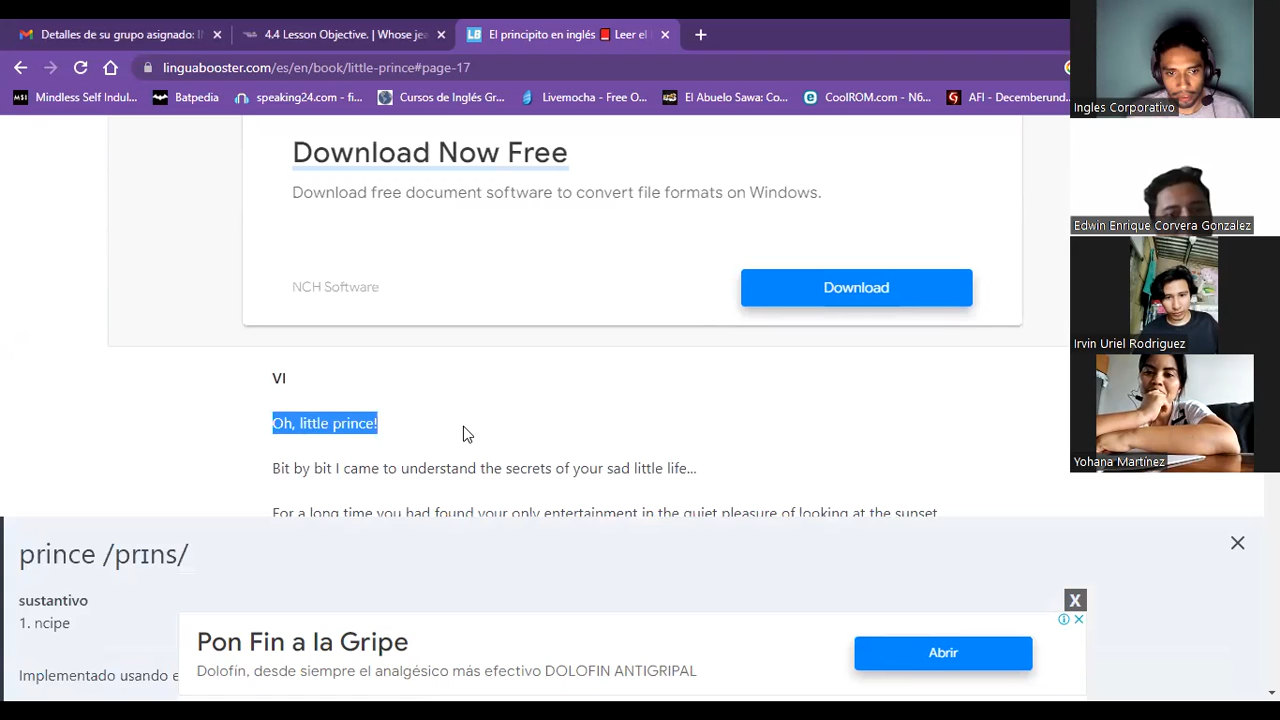 Detalles de su grupo asignado: I
4.4 Lesson Objective. | Whose je
LB El principito en inglés Leer el
linguabooster.com/es/en/book/little-prince#page-17
Mindless Self Indul...
Batpedia
speaking24.com - fi...
Cursos de Inglés Gr...
Livemocha - Free O...
El Abuelo Sawa: Co...
CoolROM.com - N6...
AFI - Decemberund...
Download Now Free
Download free document software to convert file formats on Windows.
NCH Software
Download
VI
Oh, little prince!
Bit by bit I came to understand the secrets of your sad little life...
For a long time you had found your only entertainment in the quiet pleasure of looking at the sunset
prince /prɪns/
sustantivo
1. ncipe
Implementado usando e
X
Pon Fin a la Gripe
Dolofin, desde siempre el analgésico más efectivo DOLOFIN ANTIGRIPAL
Abrir
Ingles Corporativo
Edwin Enrique Corvera Gonzalez
Irvin Uriel Rodriguez
Yohana Martínez